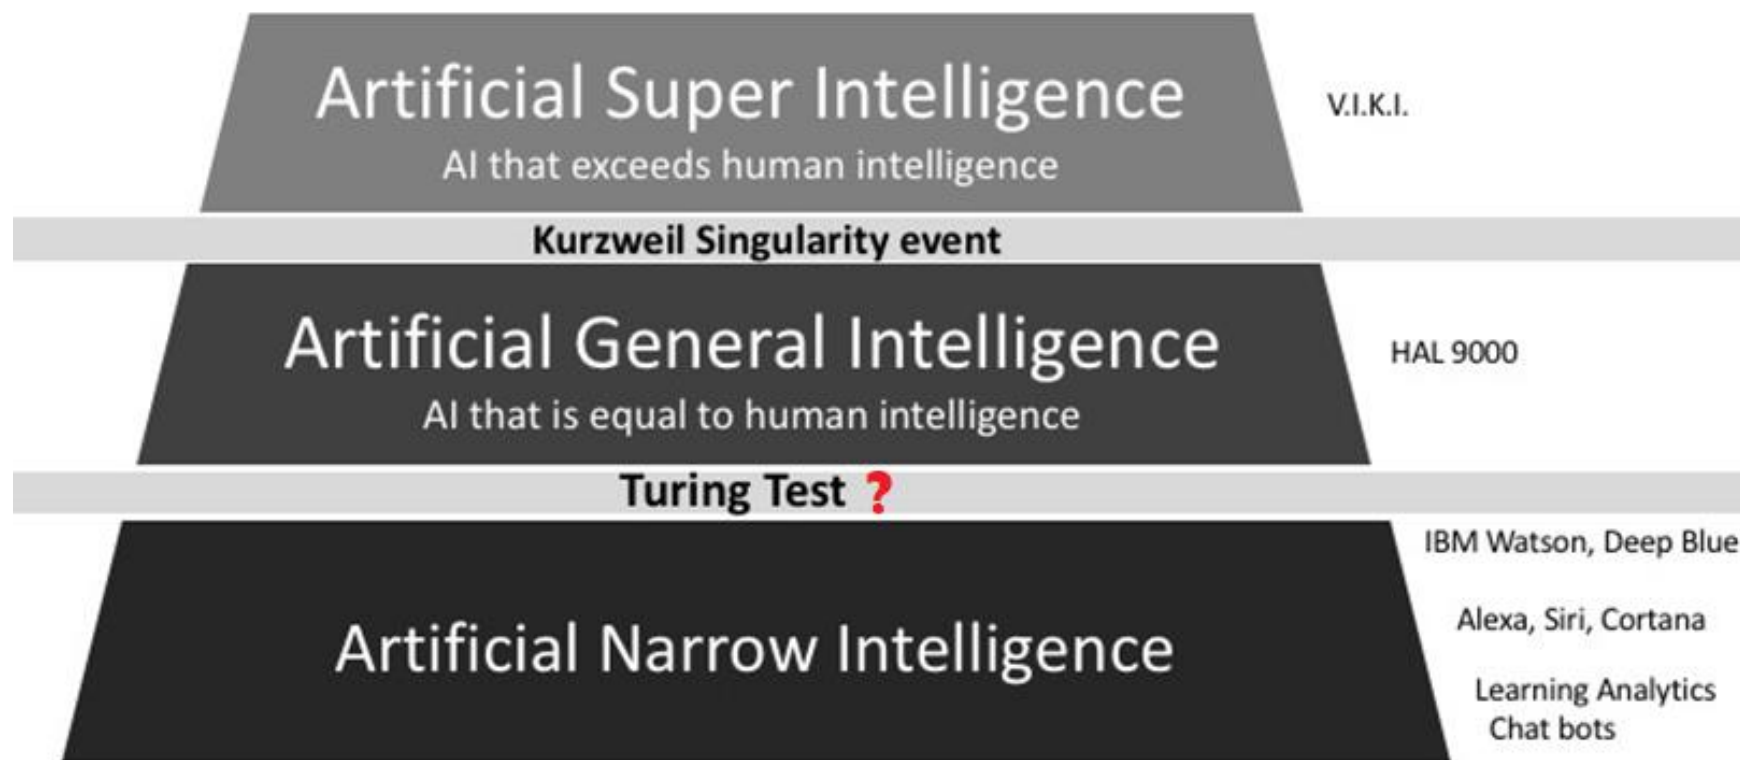 Artificial Super Intelligence
V.I.K.I.
AI that exceeds human intelligence
Kurzweil Singularity event
Artificial General Intelligence
HAL 9000
AI that is equal to human intelligence
Turing Test ?
IBM Watson, Deep Blue
Alexa, Siri, Cortana
Artificial Narrow Intelligence
Learning Analytics
Chat bots